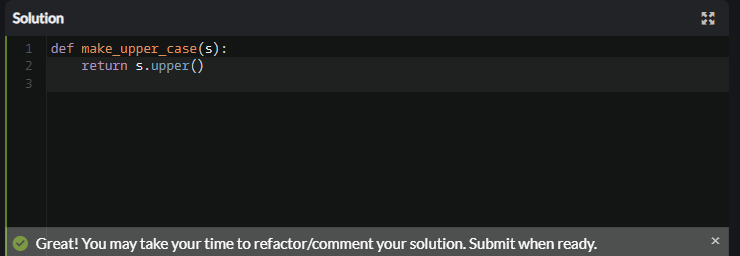 Solution
1 def make_upper_case(s):
2     return s.upper()
3
Great! You may take your time to refactor/comment your solution. Submit when ready.